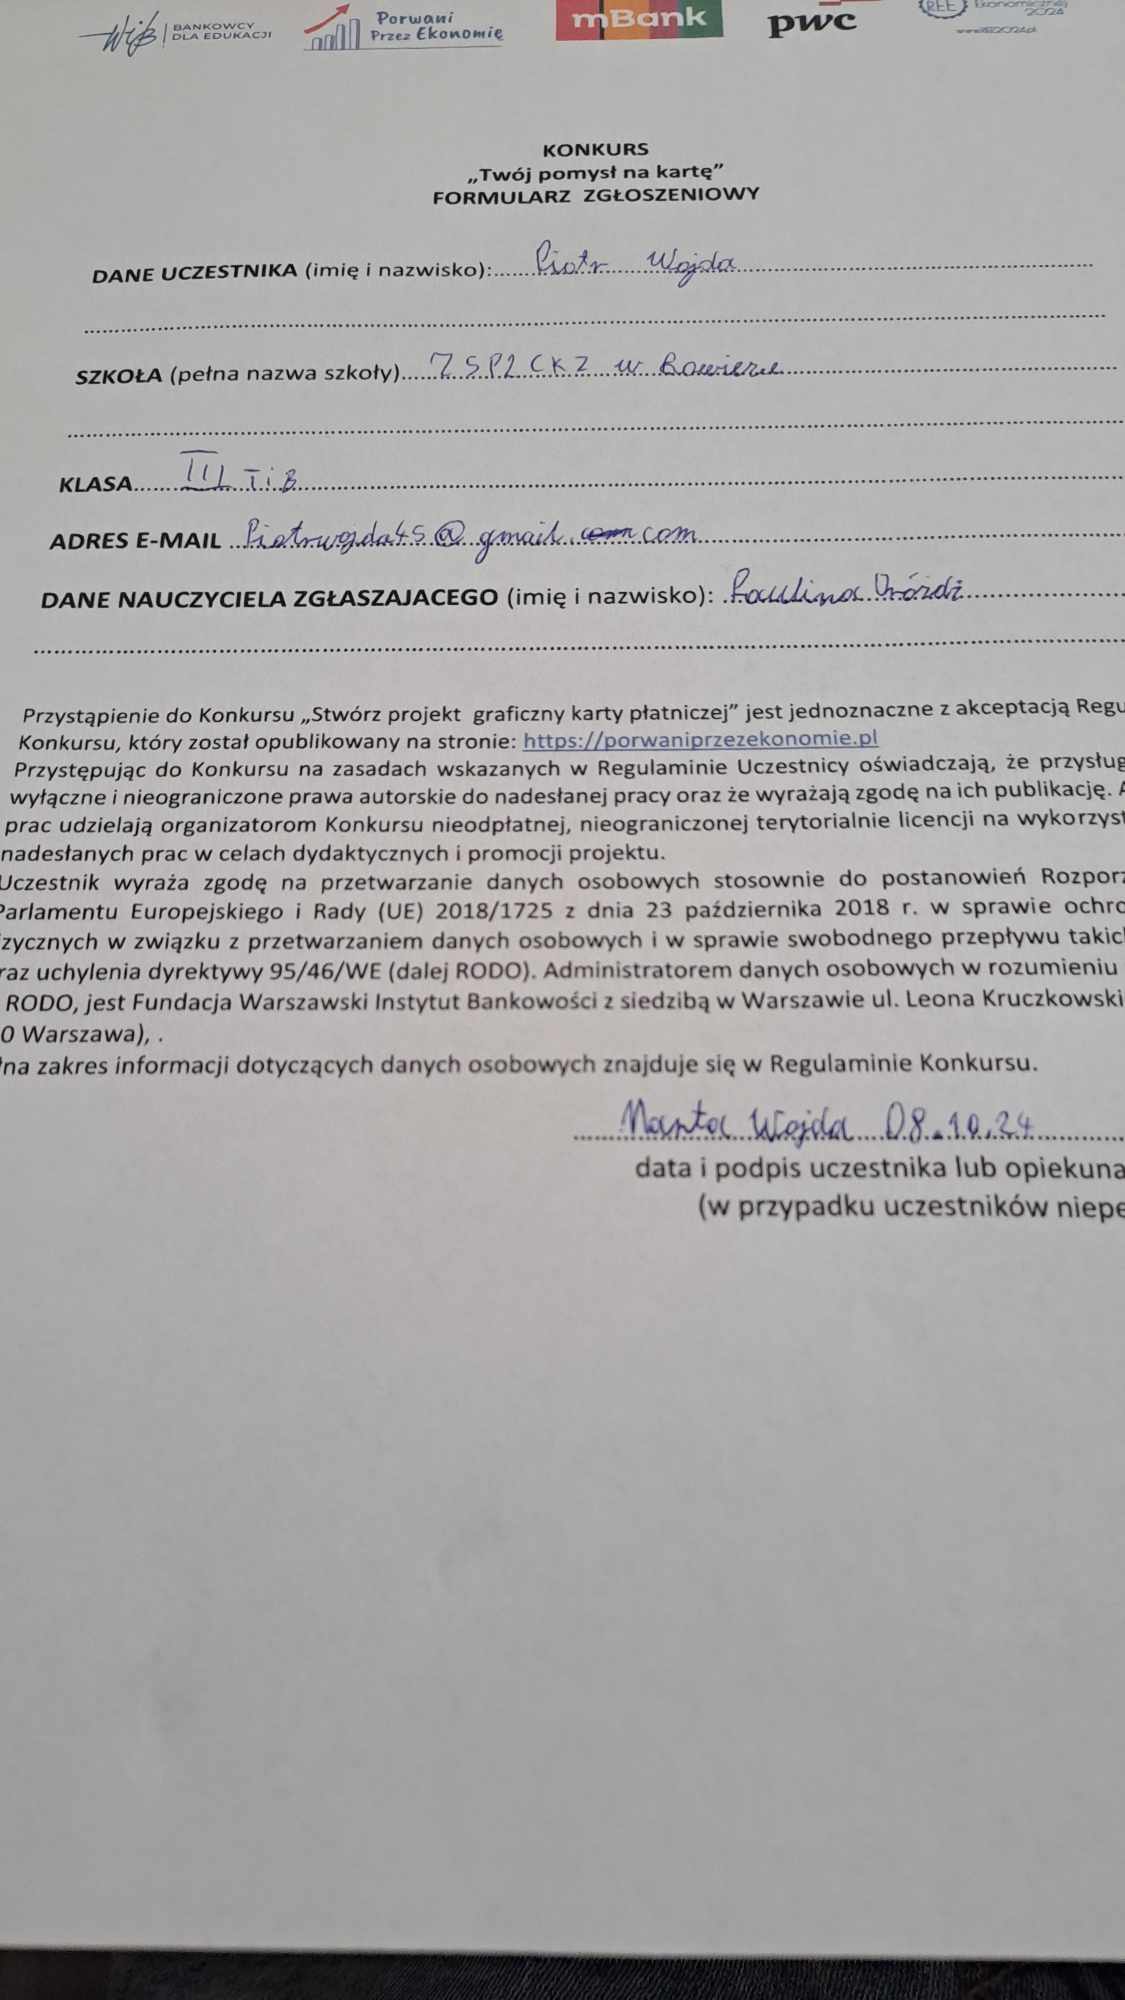 WIB | BANKOWCY DLA EDUKACJI
Porwani Przez Ekonomię
mBank
pwc
Ekonomicznej 2024
KONKURS
„Twój pomysł na kartę”
FORMULARZ ZGŁOSZENIOWY
DANE UCZESTNIKA (imię i nazwisko): Piotr Wojda
SZKOŁA (pełna nazwa szkoły) ZSP2 CKZ w
KLASA III TiB
ADRES E-MAIL Piotrwojda45@gmail.com
DANE NAUCZYCIELA ZGŁASZAJACEGO (imię i nazwisko): Paulina Dróżdż
Przystąpienie do Konkursu „Stwórz projekt graficzny karty płatniczej” jest jednoznaczne z akceptacją Regu
Konkursu, który został opublikowany na stronie: https://porwaniprzezekonomie.pl
Przystępując do Konkursu na zasadach wskazanych w Regulaminie Uczestnicy oświadczają, że przysług
wyłączne i nieograniczone prawa autorskie do nadesłanej pracy oraz że wyrażają zgodę na ich publikację. A
prac udzielają organizatorom Konkursu nieodpłatnej, nieograniczonej terytorialnie licencji na wykorzyst
nadesłanych prac w celach dydaktycznych i promocji projektu.
Uczestnik wyraża zgodę na przetwarzanie danych osobowych stosownie do postanowień Rozporz
Parlamentu Europejskiego i Rady (UE) 2018/1725 z dnia 23 października 2018 r. w sprawie ochro
zycznych w związku z przetwarzaniem danych osobowych i w sprawie swobodnego przepływu takich
raz uchylenia dyrektywy 95/46/WE (dalej RODO). Administratorem danych osobowych w rozumieniu
RODO, jest Fundacja Warszawski Instytut Bankowości z siedzibą w Warszawie ul. Leona Kruczkowski
0 Warszawa), .
łna zakres informacji dotyczących danych osobowych znajduje się w Regulaminie Konkursu.
Marta Wojda 08.10.24
data i podpis uczestnika lub opiekuna
(w przypadku uczestników niepe